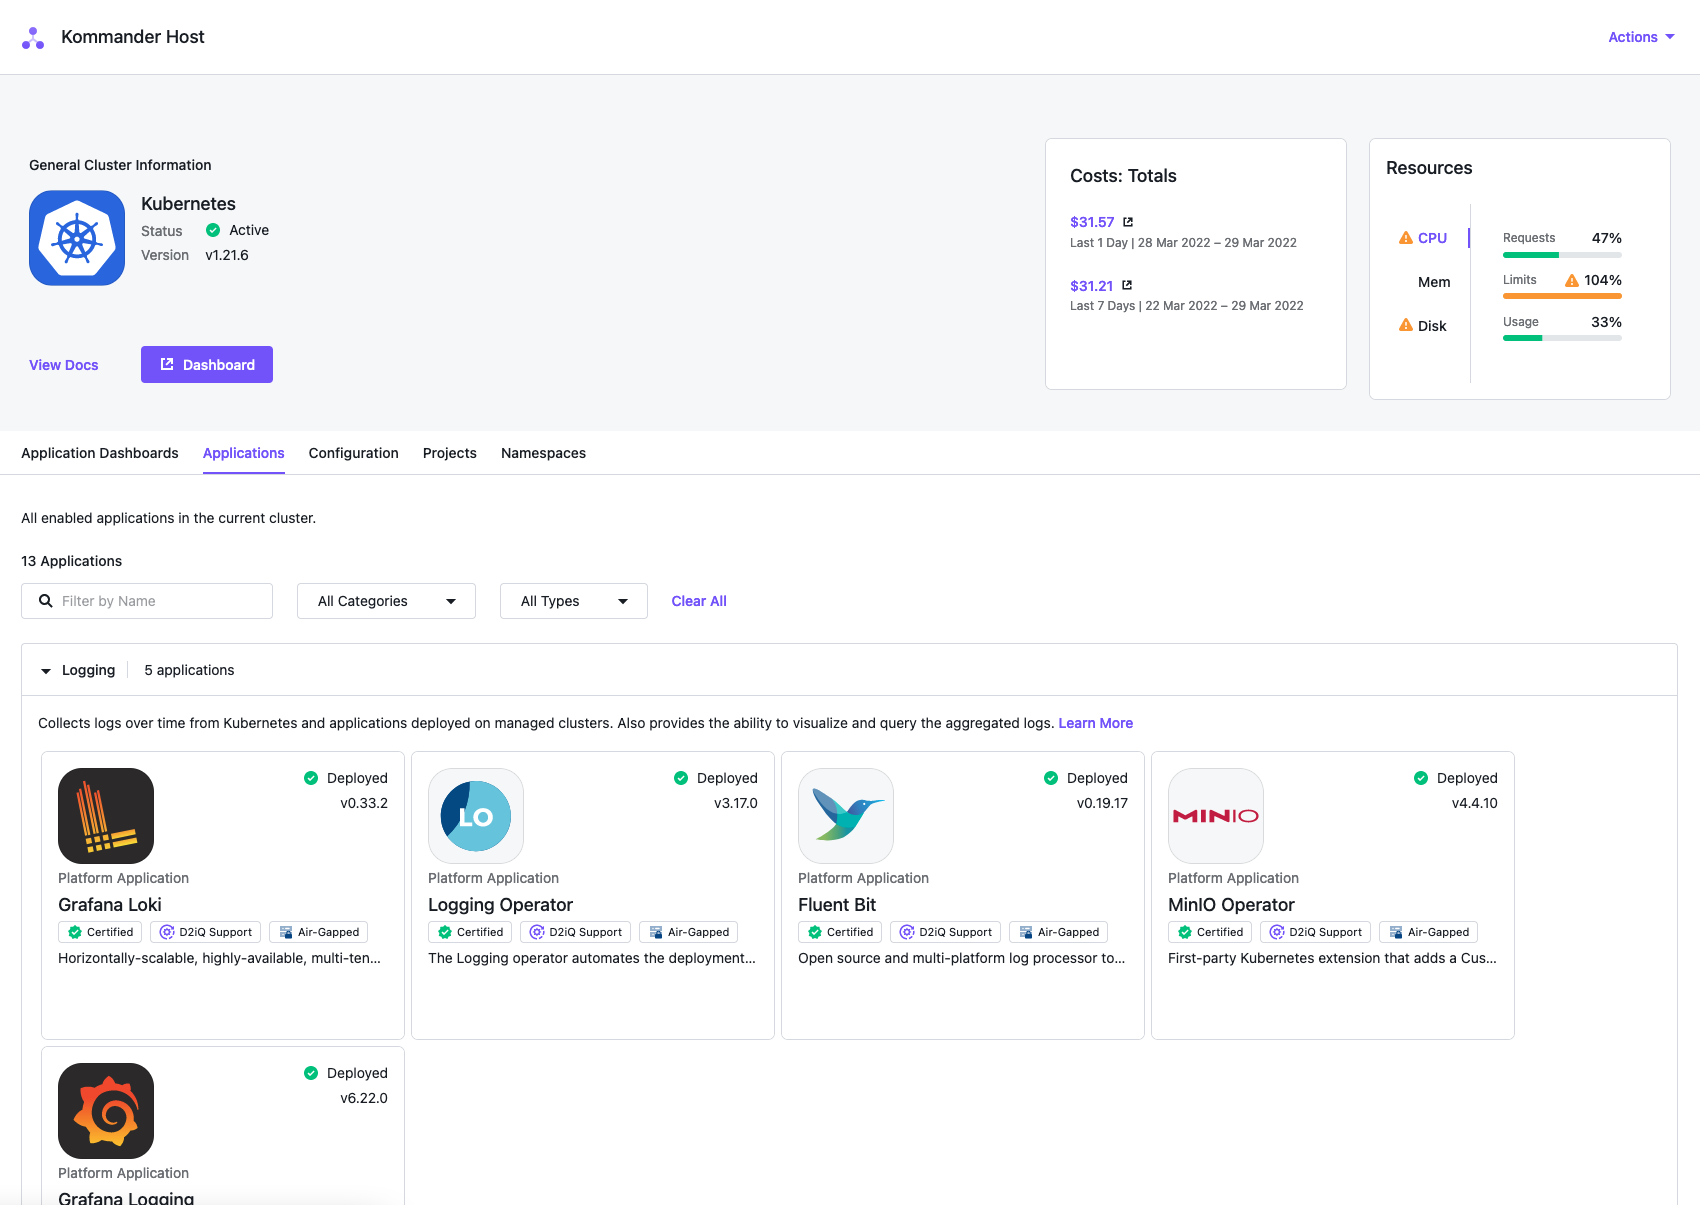 Kommander Host
Actions
General Cluster Information
Kubernetes
Status Active
Version v1.21.6
View Docs
Dashboard
Costs: Totals
$31.57
Last 1 Day | 28 Mar 2022 – 29 Mar 2022
$31.21
Last 7 Days | 22 Mar 2022 – 29 Mar 2022
Resources
CPU
Mem
Disk
Requests 47%
Limits 104%
Usage 33%
Application Dashboards Applications Configuration Projects Namespaces
All enabled applications in the current cluster.
13 Applications
Filter by Name All Categories All Types Clear All
Logging 5 applications
Collects logs over time from Kubernetes and applications deployed on managed clusters. Also provides the ability to visualize and query the aggregated logs. Learn More
Deployed
v0.33.2
Platform Application
Grafana Loki
Certified D2iQ Support Air-Gapped
Horizontally-scalable, highly-available, multi-ten...
LO
Deployed
v3.17.0
Platform Application
Logging Operator
Certified D2iQ Support Air-Gapped
The Logging operator automates the deployment...
Deployed
v0.19.17
Platform Application
Fluent Bit
Certified D2iQ Support Air-Gapped
Open source and multi-platform log processor to...
MINIO
Deployed
v4.4.10
Platform Application
MinIO Operator
Certified D2iQ Support Air-Gapped
First-party Kubernetes extension that adds a Cus...
Deployed
v6.22.0
Platform Application
Grafana Logging